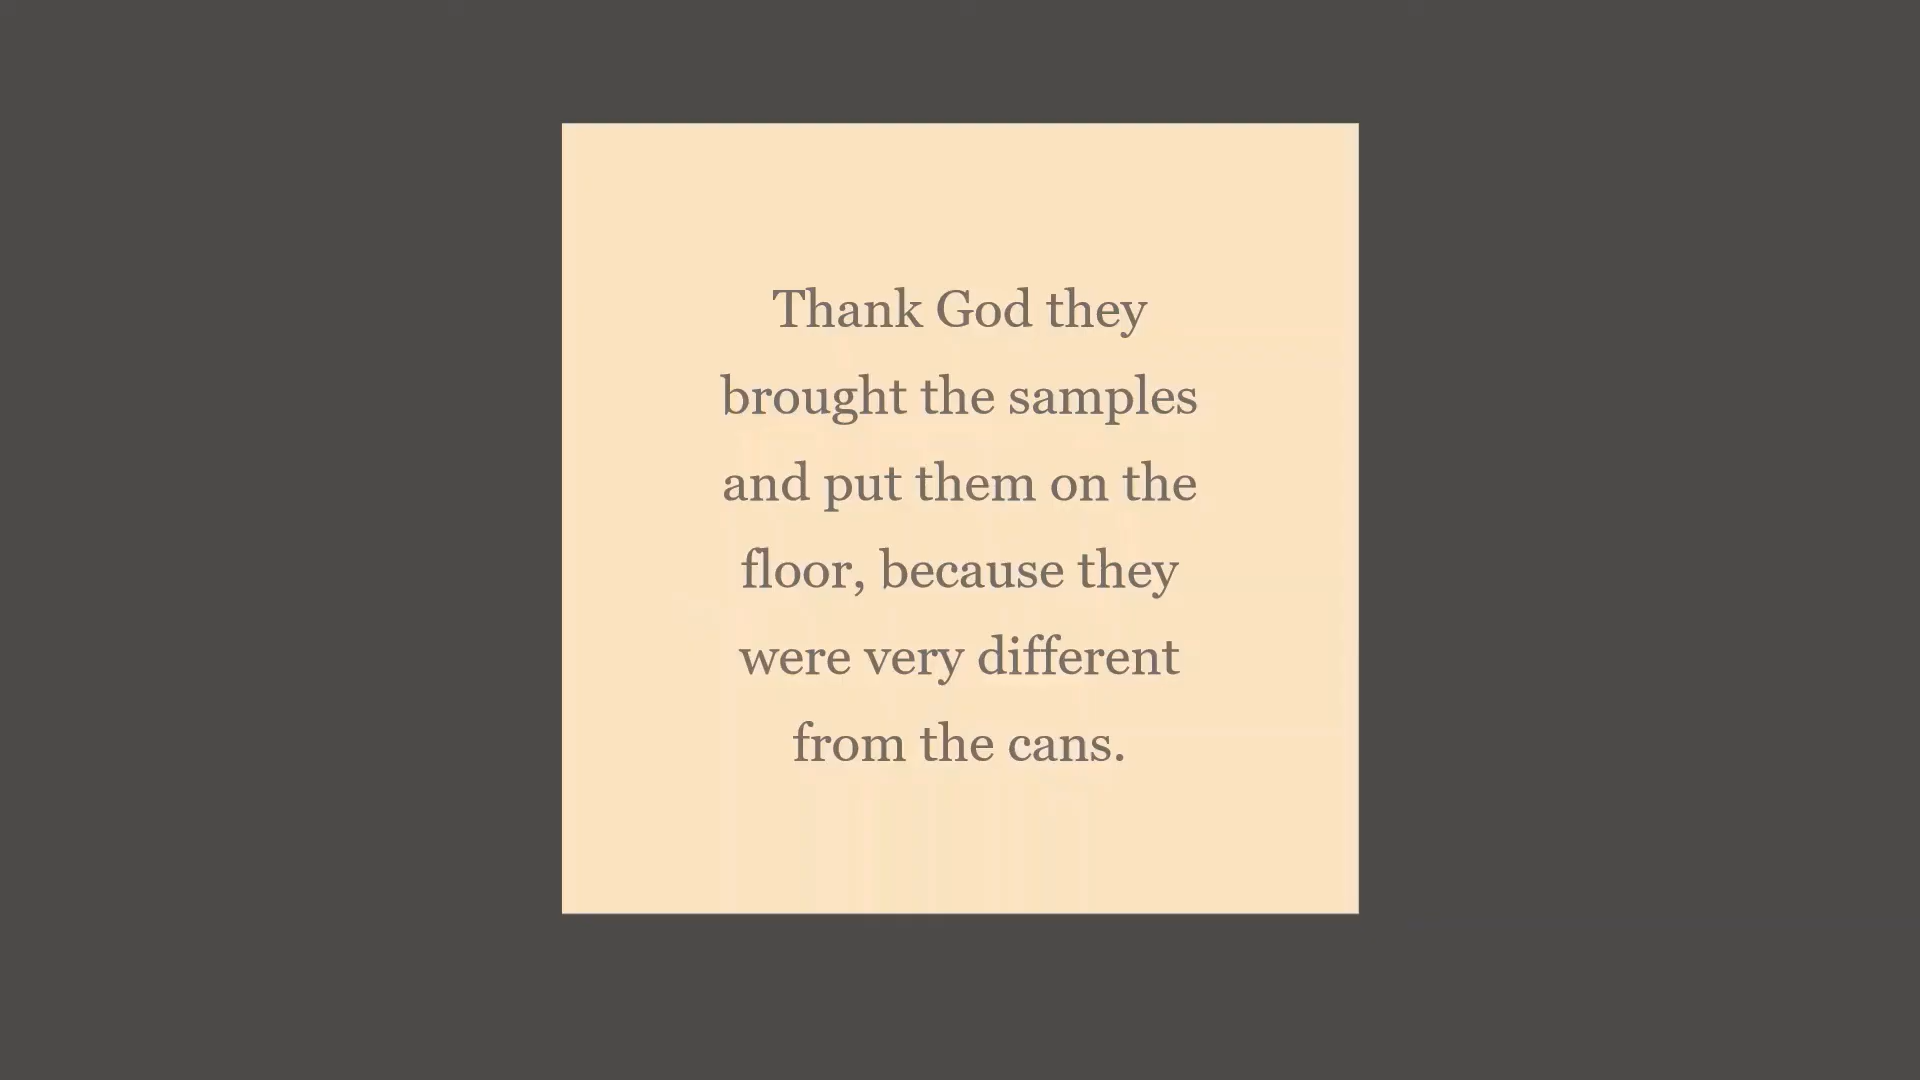 Thank God they
brought the samples
and put them on the
floor, because they
were very different
from the cans.